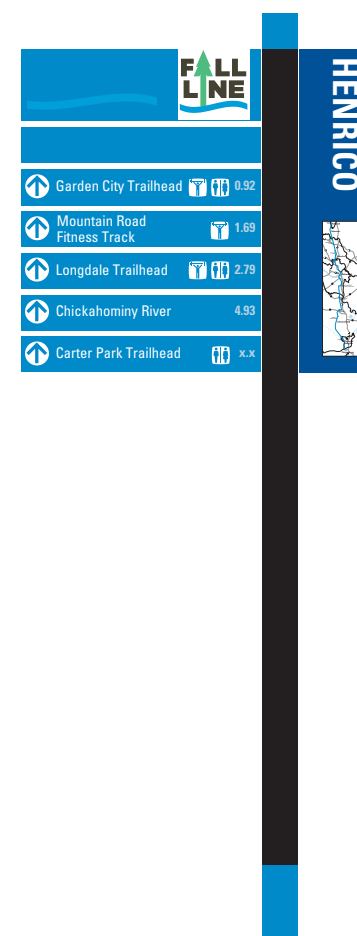 FALL
LINE
Garden City Trailhead 0.92
Mountain Road
Fitness Track 1.69
Longdale Trailhead 2.79
Chickahominy River 4.93
Carter Park Trailhead x.x
HENRICO